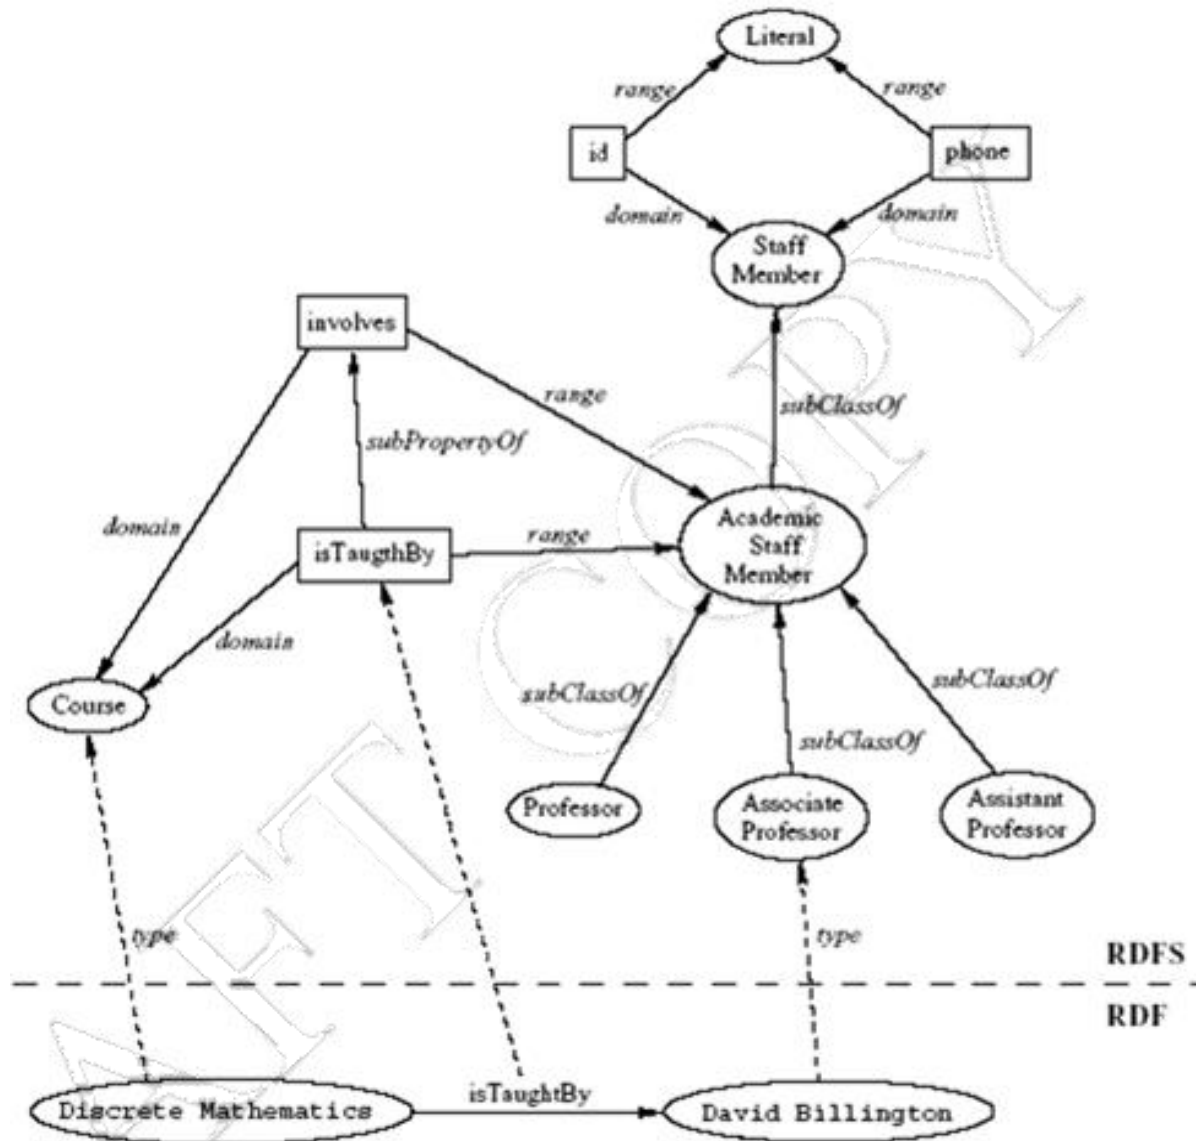 Literal
range
range
id
phone
domain
domain
Staff
Member
involves
range
subClassOf
subPropertyOf
domain
isTaugthBy
range
Academic
Staff
Member
domain
Course
subClassOf
subClassOf
subClassOf
Professor
Associate
Professor
Assistant
Professor
type
type
RDFS
RDF
Discrete Mathematics
isTaughtBy
David Billington
AFT COPY